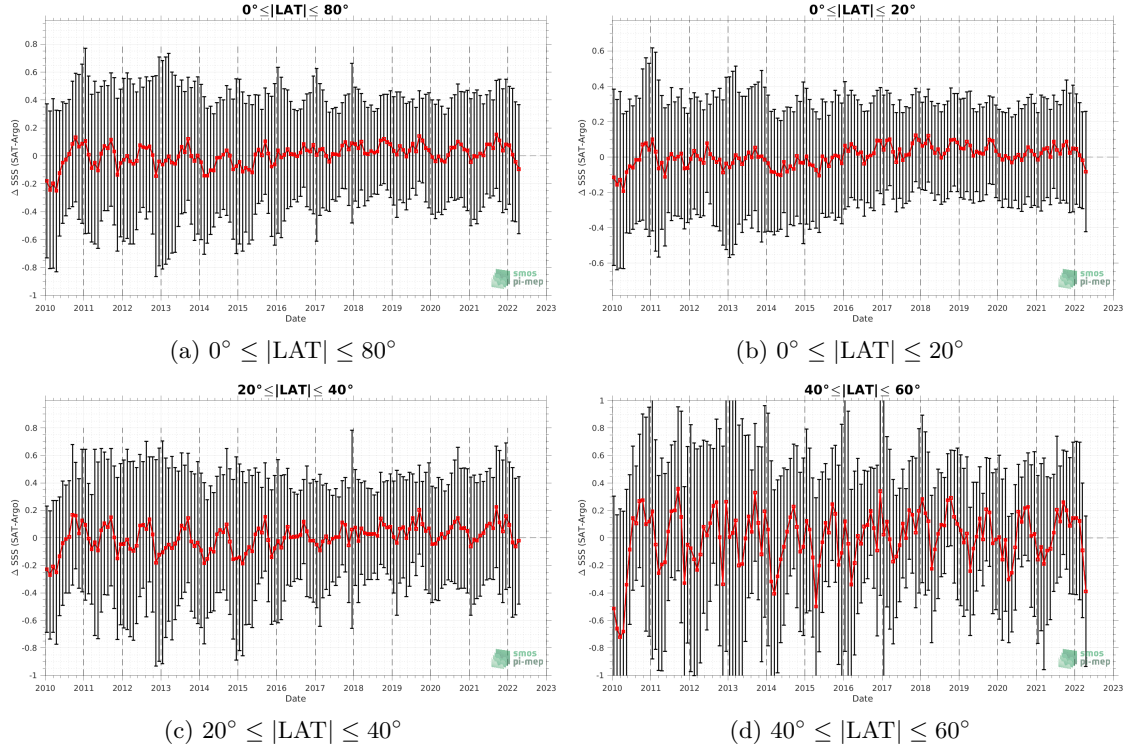 0°≤|LAT|≤ 80°
Δ SSS (SAT-Argo)
0.8
0.6
0.4
0.2
0
-0.2
-0.4
-0.6
-0.8
-1
2010 2011 2012 2013 2014 2015 2016 2017 2018 2019 2020 2021 2022 2023
Date
smos
pi-mep
(a) 0° ≤ |LAT| ≤ 80°
0°≤|LAT|≤ 20°
Δ SSS (SAT-Argo)
0.6
0.4
0.2
0
-0.2
-0.4
-0.6
2010 2011 2012 2013 2014 2015 2016 2017 2018 2019 2020 2021 2022 2023
Date
smos
pi-mep
(b) 0° ≤ |LAT| ≤ 20°
20°≤|LAT|≤ 40°
Δ SSS (SAT-Argo)
0.8
0.6
0.4
0.2
0
-0.2
-0.4
-0.6
-0.8
-1
2010 2011 2012 2013 2014 2015 2016 2017 2018 2019 2020 2021 2022 2023
Date
smos
pi-mep
(c) 20° ≤ |LAT| ≤ 40°
40°≤|LAT|≤ 60°
Δ SSS (SAT-Argo)
1
0.8
0.6
0.4
0.2
0
-0.2
-0.4
-0.6
-0.8
-1
2010 2011 2012 2013 2014 2015 2016 2017 2018 2019 2020 2021 2022 2023
Date
smos
pi-mep
(d) 40° ≤ |LAT| ≤ 60°